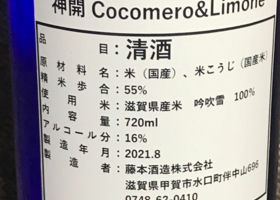 神開 Cocomero&Limone
品目：清酒
原材料名：米（国産）、米こうじ（国産米）
精米歩合：55%
使用米：滋賀県産米 吟吹雪 100%
内容量：720ml
アルコール分：16%
製造年月：2021.8
製造者：藤本酒造株式会社
滋賀県甲賀市水口町伴中山696
0748-62-0410